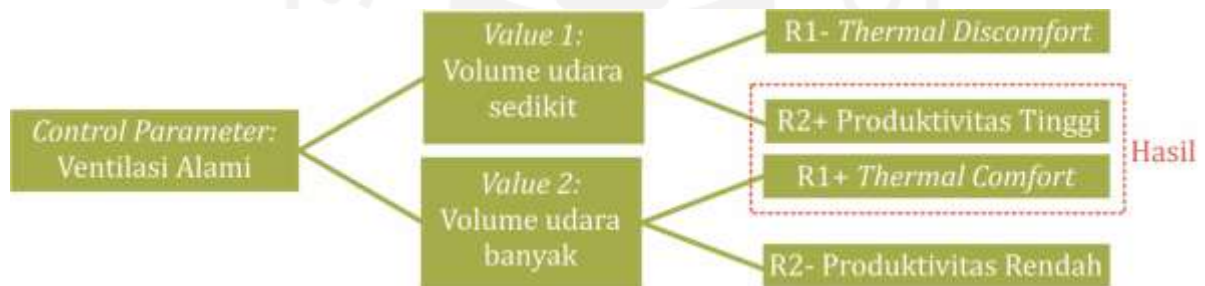 Control Parameter:
Ventilasi Alami
Value 1:
Volume udara
sedikit
Value 2:
Volume udara
banyak
R1- Thermal Discomfort
R2+ Produktivitas Tinggi
R1+ Thermal Comfort
R2- Produktivitas Rendah
Hasil